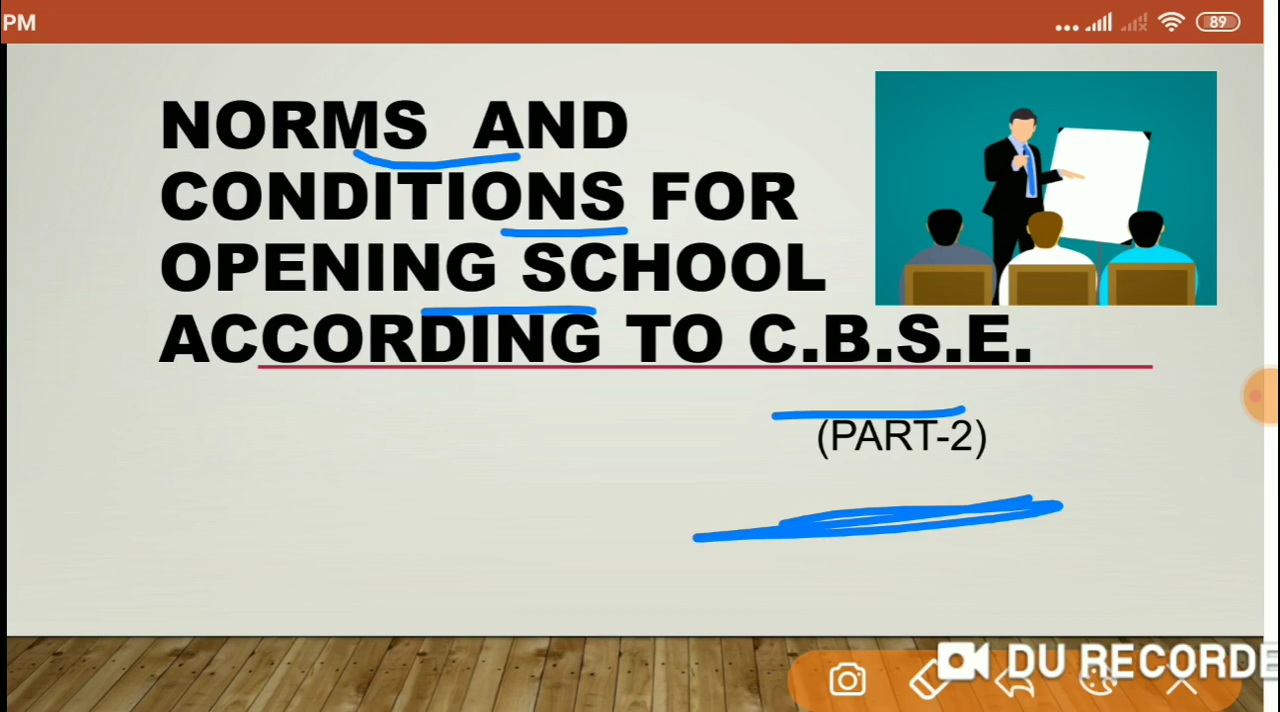 PM
89
NORMS AND
CONDITIONS FOR
OPENING SCHOOL
ACCORDING TO C.B.S.E.
(PART-2)
DU RECORDE